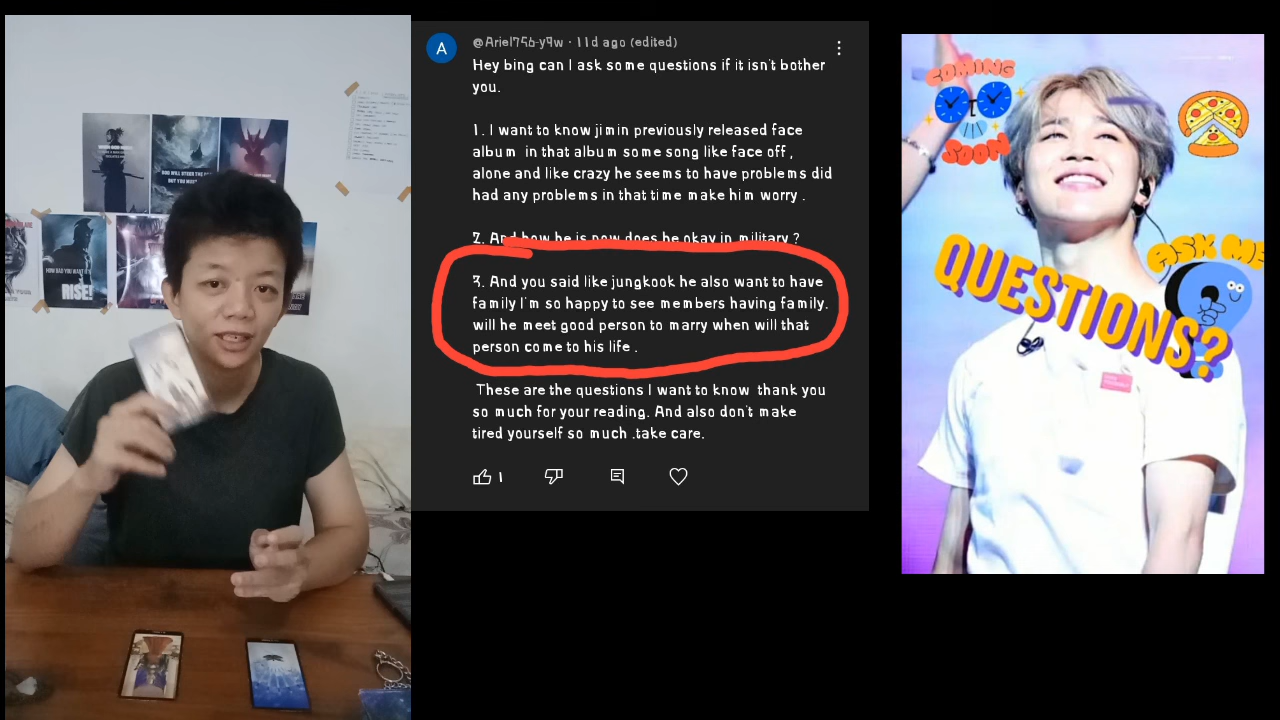 @Ariel756-y9w · 11d ago (edited)
Hey bing can I ask some questions if it isn't bother
you.
1. I want to know jimin previously released face
album in that album some song like face off ,
alone and like crazy he seems to have problems did
had any problems in that time make him worry .
2. And how he is now does he okay in military ?
3. And you said like jungkook he also want to have
family I'm so happy to see members having family.
will he meet good person to marry when will that
person come to his life .
These are the questions I want to know thank you
so much for your reading. And also don't make
tired yourself so much .take care.
1
A
COMING
SOON
QUESTIONS?
ASK ME
RISE!